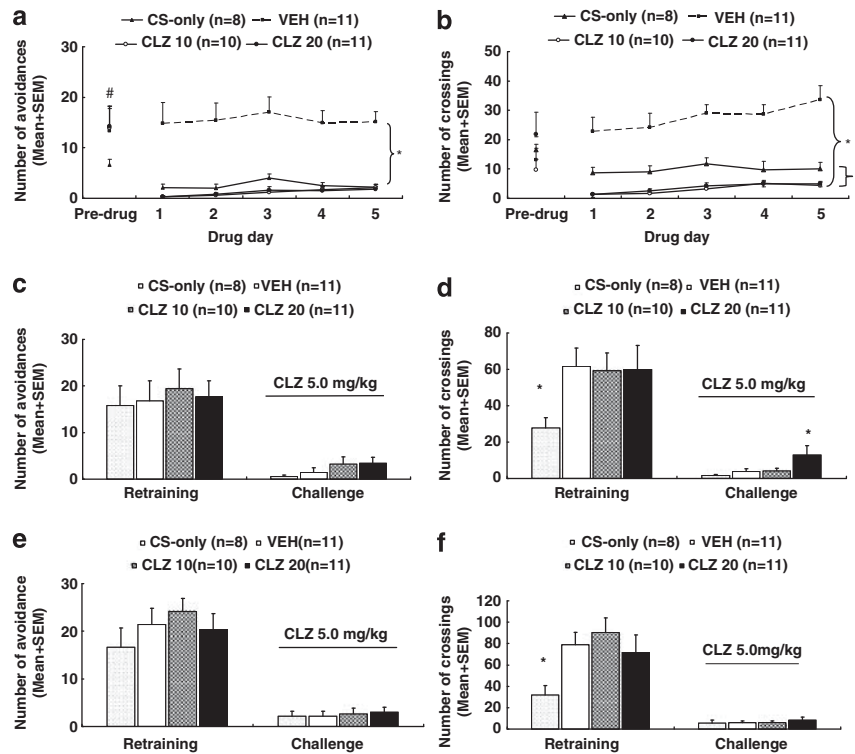 a
CS-only (n=8) VEH (n=11)
CLZ 10 (n=10) CLZ 20 (n=11)
Number of avoidances
(Mean+SEM)
30
20
10
0
#
*
Pre-drug 1 2 3 4 5
Drug day
b
CS-only (n=8) VEH (n=11)
CLZ 10 (n=10) CLZ 20 (n=11)
Number of crossings
(Mean+SEM)
50
40
30
20
10
0
*
Pre-drug 1 2 3 4 5
Drug day
c
CS-only (n=8) VEH (n=11)
CLZ 10 (n=10) CLZ 20 (n=11)
Number of avoidances
(Mean+SEM)
30
20
10
0
CLZ 5.0 mg/kg
Retraining Challenge
d
CS-only (n=8) VEH (n=11)
CLZ 10 (n=10) CLZ 20 (n=11)
Number of crossings
(Mean+SEM)
80
60
40
20
0
*
CLZ 5.0 mg/kg
*
Retraining Challenge
e
CS-only (n=8) VEH(n=11)
CLZ 10(n=10) CLZ 20(n=11)
Number of avoidance
(Mean+SEM)
30
20
10
0
CLZ 5.0 mg/kg
Retraining Challenge
f
CS-only (n=8) VEH (n=11)
CLZ 10 (n=10) CLZ 20 (n=11)
Number of crossings
(Mean+SEM)
120
100
80
60
40
20
0
*
CLZ 5.0mg/kg
Retraining Challenge